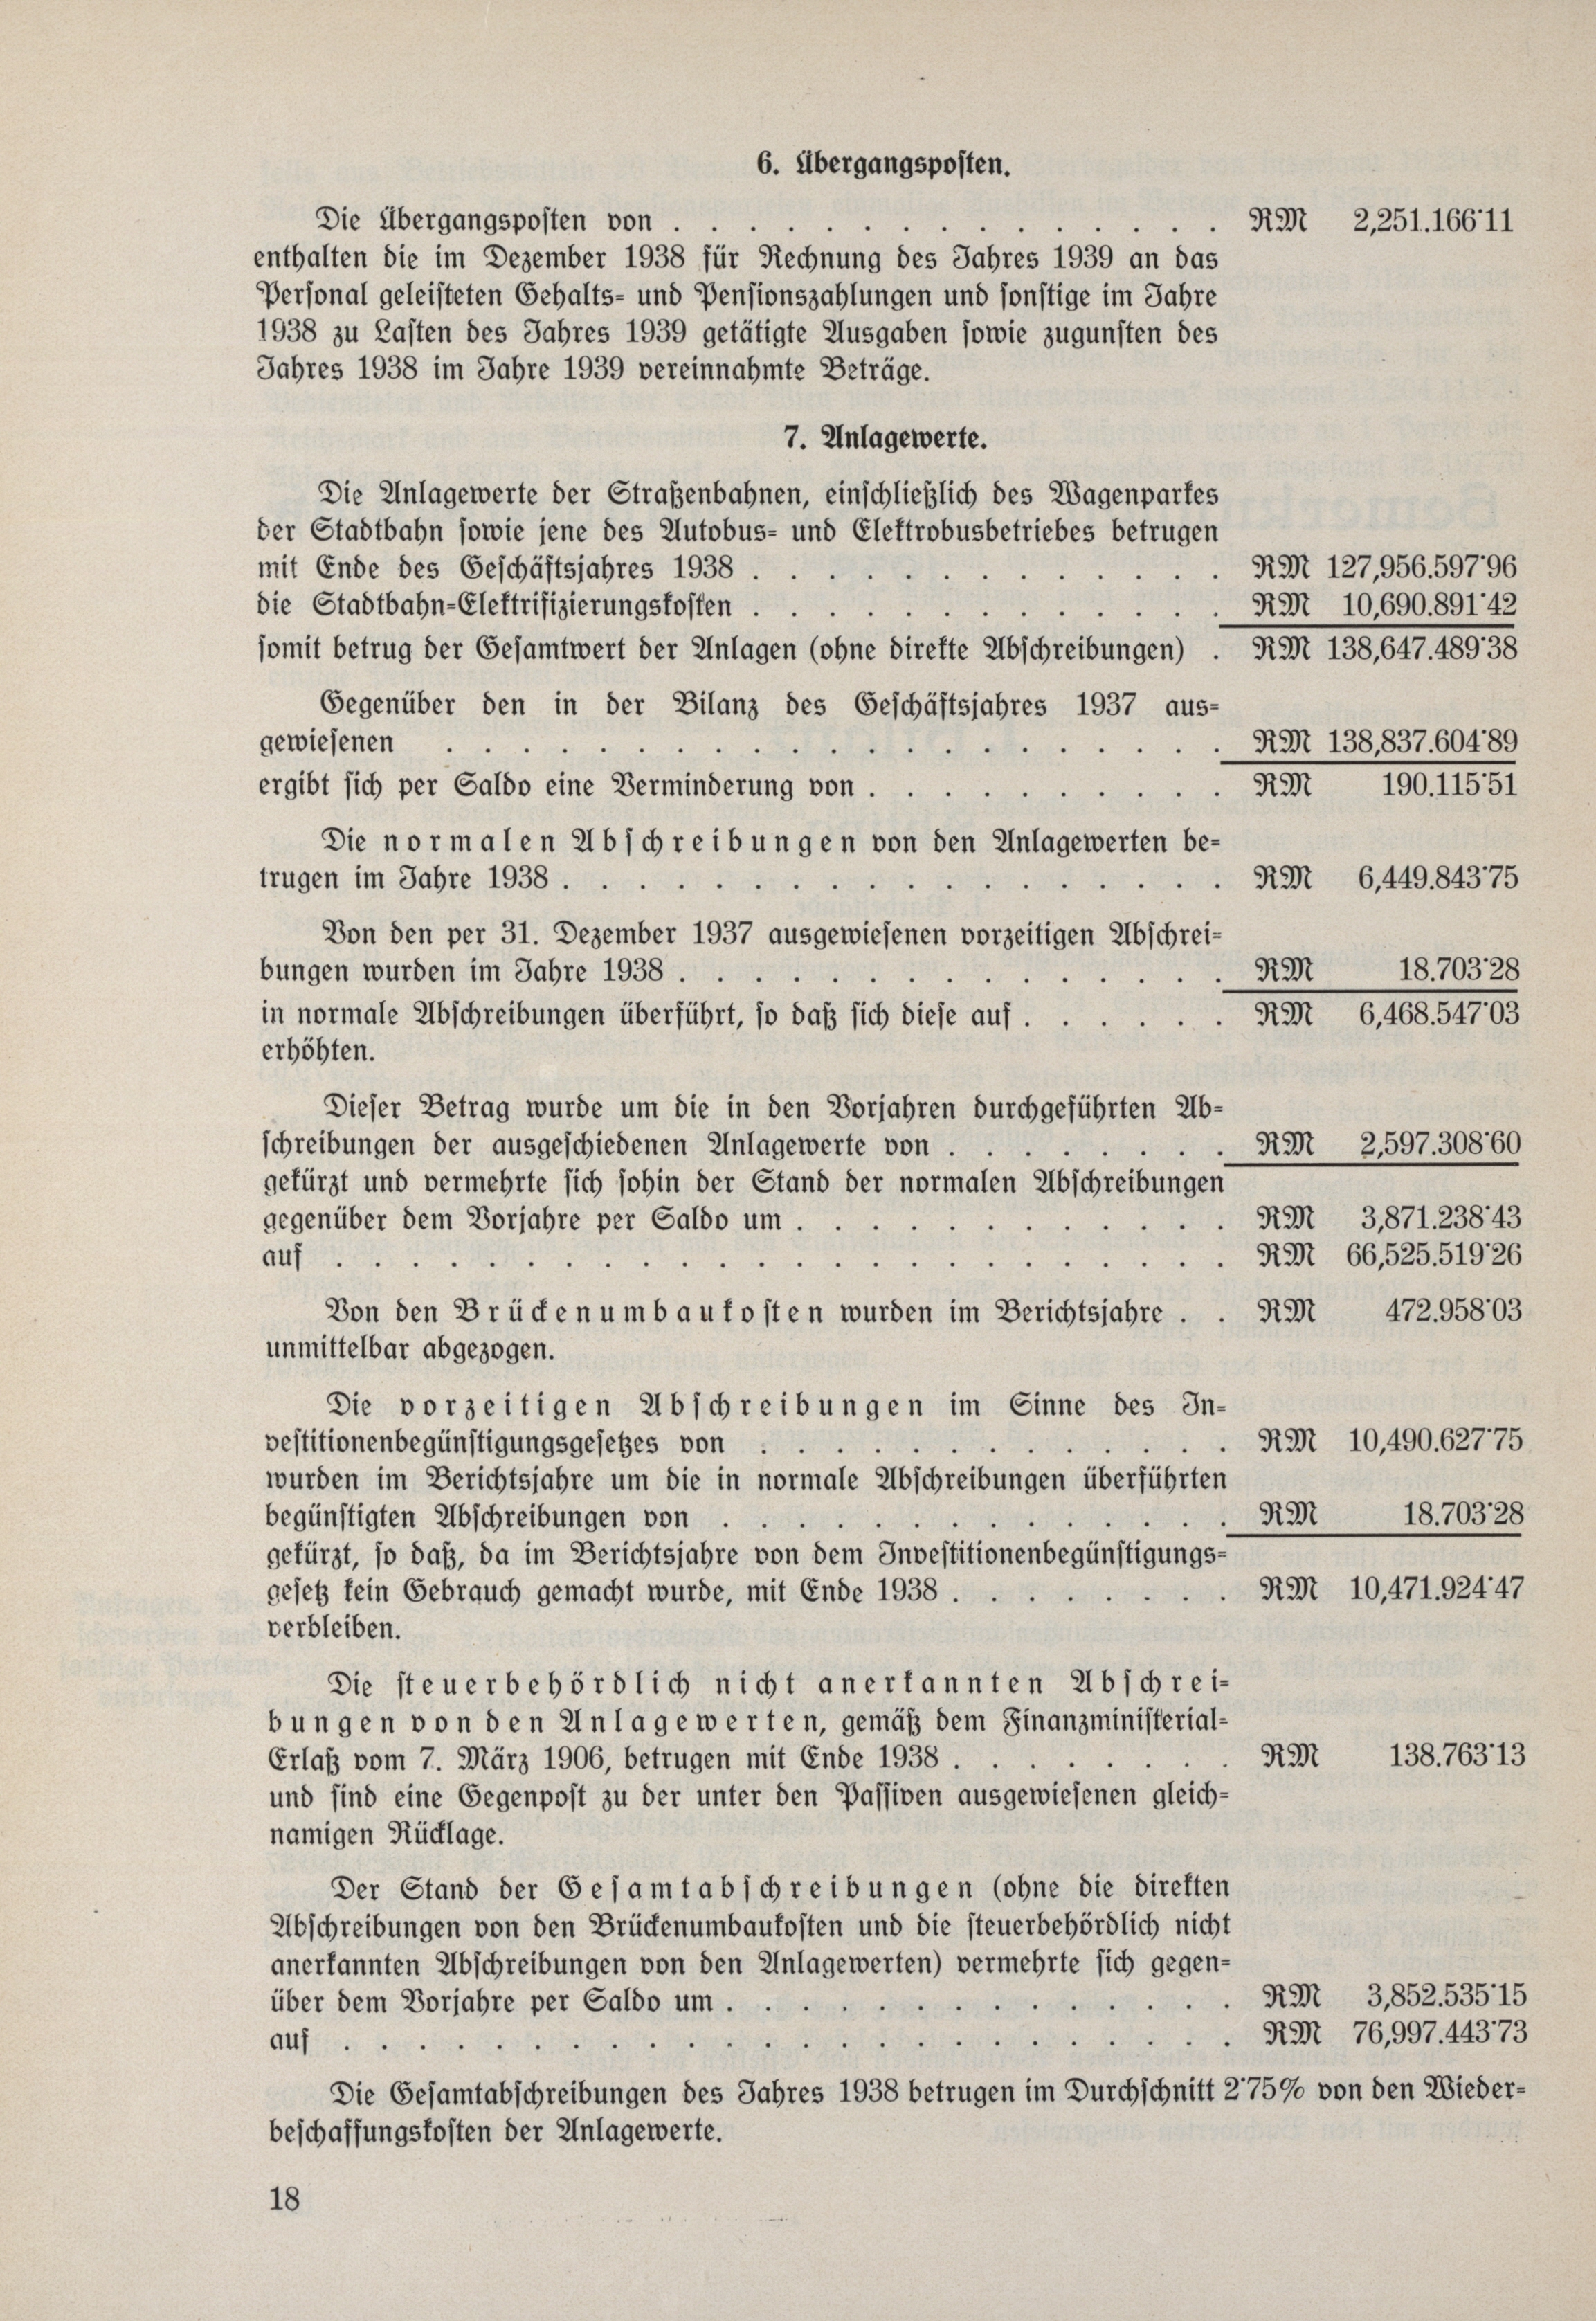 6. Übergangsposten.
Die Übergangsposten von . . . . . . . . . . . . . . . RM 2,251.166˙11
enthalten die im Dezember 1938 für Rechnung des Jahres 1939 an das
Personal geleisteten Gehalts- und Pensionszahlungen und sonstige im Jahre
1938 zu Lasten des Jahres 1939 getätigte Ausgaben sowie zugunsten des
Jahres 1938 im Jahre 1939 vereinnahmte Beträge.
7. Anlagewerte.
Die Anlagewerte der Straßenbahnen, einschließlich des Wagenparkes
der Stadtbahn sowie jene des Autobus- und Elektrobusbetriebes betrugen
mit Ende des Geschäftsjahres 1938 . . . . . . . . . . . . . RM 127,956.597˙96
die Stadtbahn-Elektrifizierungskosten . . . . . . . . . . . . . RM 10,690.891˙42
somit betrug der Gesamtwert der Anlagen (ohne direkte Abschreibungen) . RM 138,647.489˙38
Gegenüber den in der Bilanz des Geschäftsjahres 1937 aus-
gewiesenen . . . . . . . . . . . . . . . . . . . . . RM 138,837.604˙89
ergibt sich per Saldo eine Verminderung von . . . . . . . . . . RM 190.115˙51
Die normalen Abschreibungen von den Anlagewerten be-
trugen im Jahre 1938 . . . . . . . . . . . . . . . . . . RM 6,449.843˙75
Von den per 31. Dezember 1937 ausgewiesenen vorzeitigen Abschrei-
bungen wurden im Jahre 1938 . . . . . . . . . . . . . . . RM 18.703˙28
in normale Abschreibungen überführt, so daß sich diese auf . . . . . . RM 6,468.547˙03
erhöhten.
Dieser Betrag wurde um die in den Vorjahren durchgeführten Ab-
schreibungen der ausgeschiedenen Anlagewerte von . . . . . . . . RM 2,597.308˙60
gekürzt und vermehrte sich sohin der Stand der normalen Abschreibungen
gegenüber dem Vorjahre per Saldo um . . . . . . . . . . . . RM 3,871.238˙43
auf . . . . . . . . . . . . . . . . . . . . . . . . RM 66,525.519˙26
Von den Brückenumbaukosten wurden im Berichtsjahre . . RM 472.958˙03
unmittelbar abgezogen.
Die vorzeitigen Abschreibungen im Sinne des In-
vestitionenbegünstigungsgesetzes von . . . . . . . . . . . . . RM 10,490.627˙75
wurden im Berichtsjahre um die in normale Abschreibungen überführten
begünstigten Abschreibungen von . . . . . . . . . . . . . . RM 18.703˙28
gekürzt, so daß, da im Berichtsjahre von dem Investitionenbegünstigungs-
gesetz kein Gebrauch gemacht wurde, mit Ende 1938 . . . . . . . . RM 10,471.924˙47
verbleiben.
Die steuerbehördlich nicht anerkannten Abschrei-
bungen von den Anlagewerten, gemäß dem Finanzministerial-
Erlaß vom 7. März 1906, betrugen mit Ende 1938 . . . . . . . . RM 138.763˙13
und sind eine Gegenpost zu der unter den Passiven ausgewiesenen gleich-
namigen Rücklage.
Der Stand der Gesamtabschreibungen (ohne die direkten
Abschreibungen von den Brückenumbaukosten und die steuerbehördlich nicht
anerkannten Abschreibungen von den Anlagewerten) vermehrte sich gegen-
über dem Vorjahre per Saldo um . . . . . . . . . . . . . . RM 3,852.535˙15
auf . . . . . . . . . . . . . . . . . . . . . . . . RM 76,997.443˙73
Die Gesamtabschreibungen des Jahres 1938 betrugen im Durchschnitt 2˙75% von den Wieder-
beschaffungskosten der Anlagewerte.
18